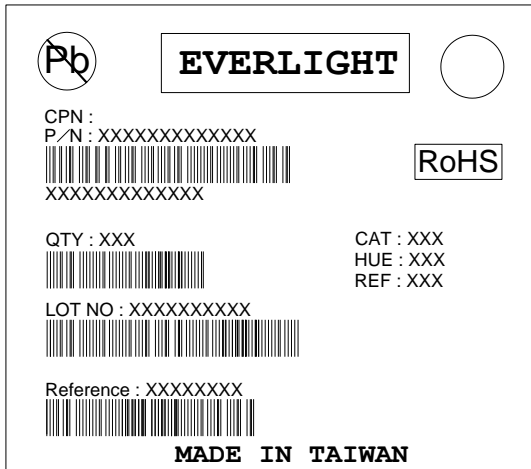 Pb
EVERLIGHT
CPN :
P/N : XXXXXXXXXXXXX
RoHS
XXXXXXXXXXXXX
QTY : XXX
CAT : XXX
HUE : XXX
REF : XXX
LOT NO : XXXXXXXXXX
Reference : XXXXXXXX
MADE IN TAIWAN